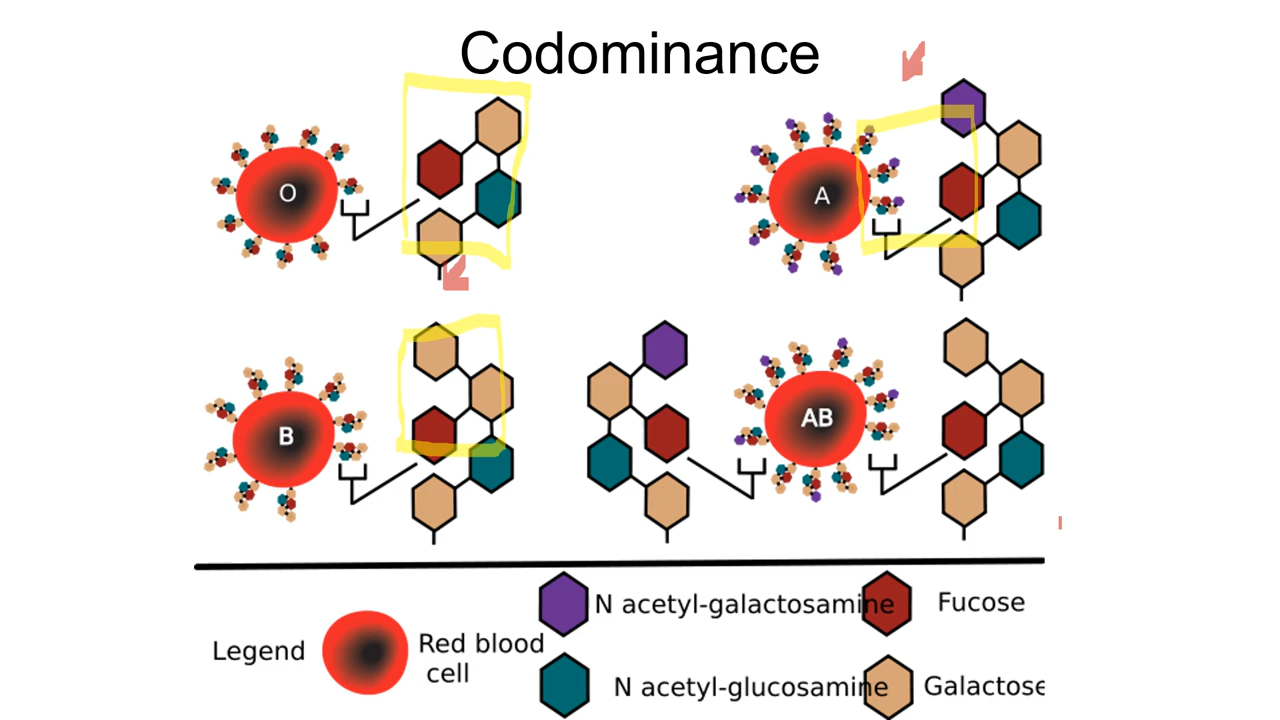 Codominance
O
A
B
AB
N acetyl-galactosamine
Fucose
Legend
Red blood
cell
N acetyl-glucosamine
Galactose